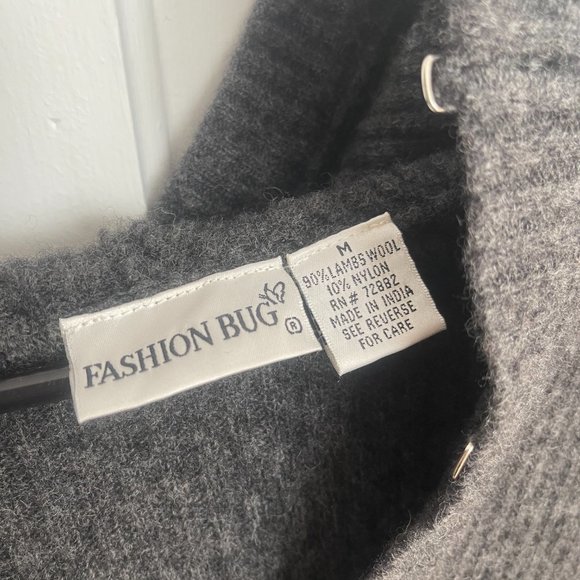 FASHION BUG ®
M
90% LAMBS WOOL
10% NYLON
RN# 72882
MADE IN INDIA
SEE REVERSE
FOR CARE